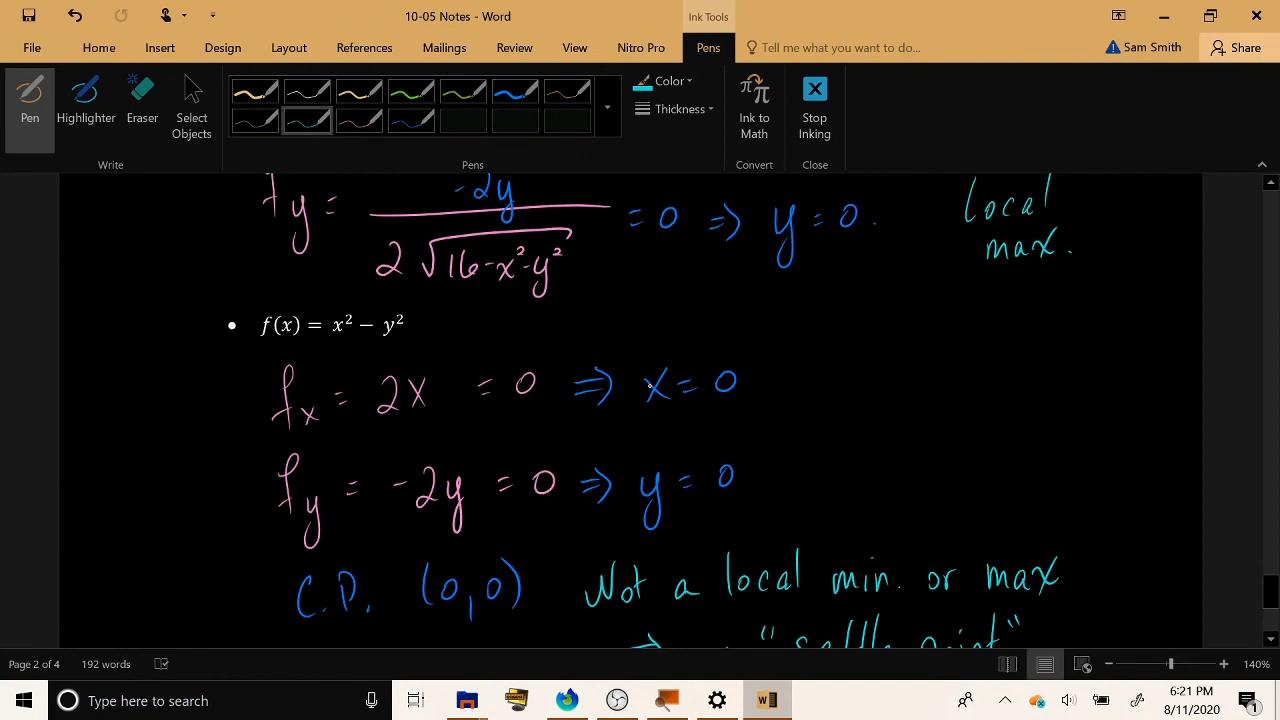 10-05 Notes - Word
Ink Tools
File Home Insert Design Layout References Mailings Review View Nitro Pro Pens Tell me what you want to do... Sam Smith Share
Pen Highlighter Eraser Select Objects Color Thickness Ink to Math Stop Inking
Write Pens Convert Close
f y = -2y / 2 √16-x²-y² = 0 ⇒ y = 0.
local
max.
• f(x) = x² − y²
fx = 2x = 0 ⇒ x = 0
fy = -2y = 0 ⇒ y = 0
C.P. (0,0) Not a local min. or max
Page 2 of 4 192 words 140%
Type here to search
6:21 PM
8/11/2020
1